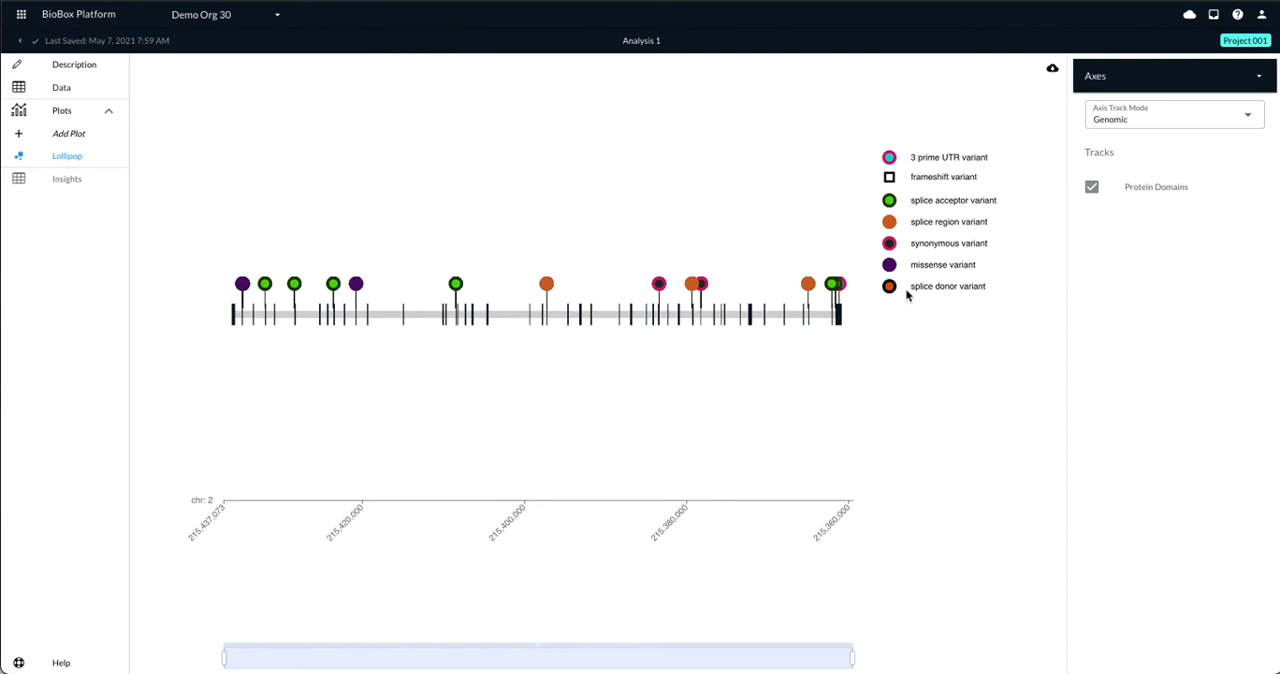 BioBox Platform
Demo Org 30
Last Saved: May 7, 2021 7:59 AM
Analysis 1
Project 001
Description
Data
Plots
Add Plot
Lollipop
Insights
Help
3 prime UTR variant
frameshift variant
splice acceptor variant
splice region variant
synonymous variant
missense variant
splice donor variant
chr: 2
215,437,073
215,420,000
215,400,000
215,380,000
215,360,000
Axes
Axis Track Mode
Genomic
Tracks
Protein Domains